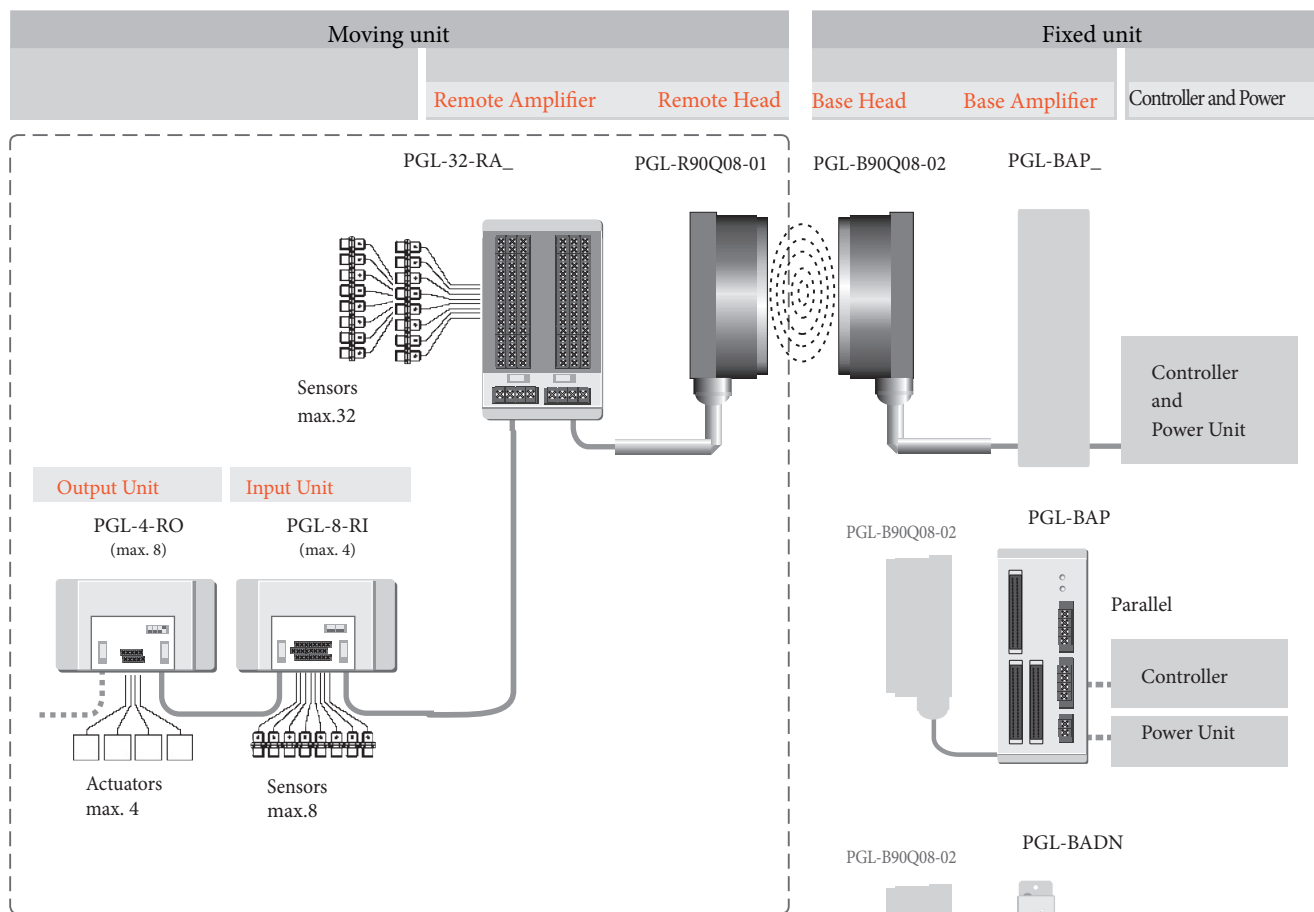 Moving unit
Fixed unit
Remote Amplifier
Remote Head
Base Head
Base Amplifier
Controller and Power
PGL-32-RA_
PGL-R90Q08-01
PGL-B90Q08-02
PGL-BAP_
Sensors
max.32
Controller
and
Power Unit
Output Unit
Input Unit
PGL-4-RO
(max. 8)
PGL-8-RI
(max. 4)
Actuators
max. 4
Sensors
max.8
PGL-B90Q08-02
PGL-BAP
Parallel
Controller
Power Unit
PGL-B90Q08-02
PGL-BADN